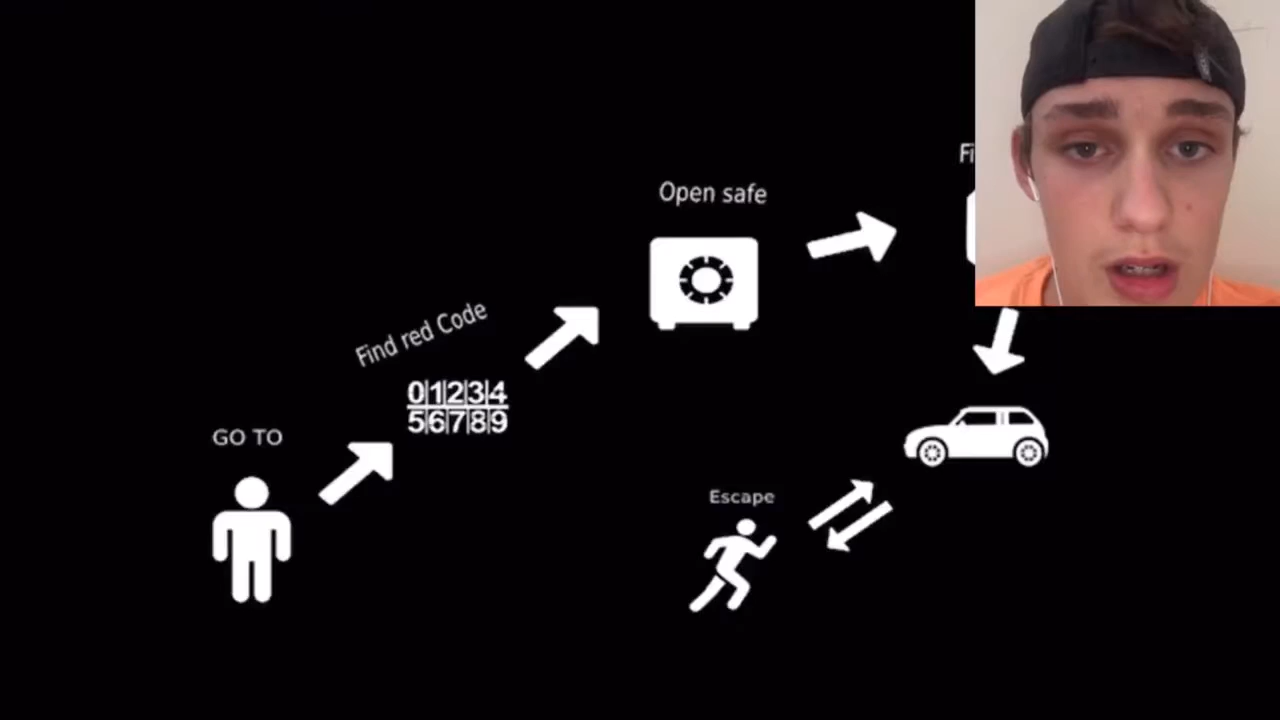 Open safe
Find red Code
0|1|2|3|4
5|6|7|8|9
GO TO
Escape